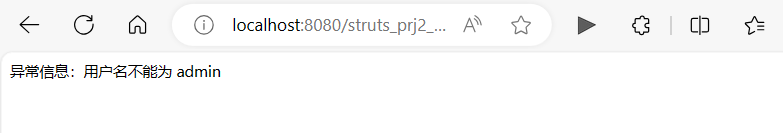 localhost:8080/struts_prj2_...
异常信息：用户名不能为 admin